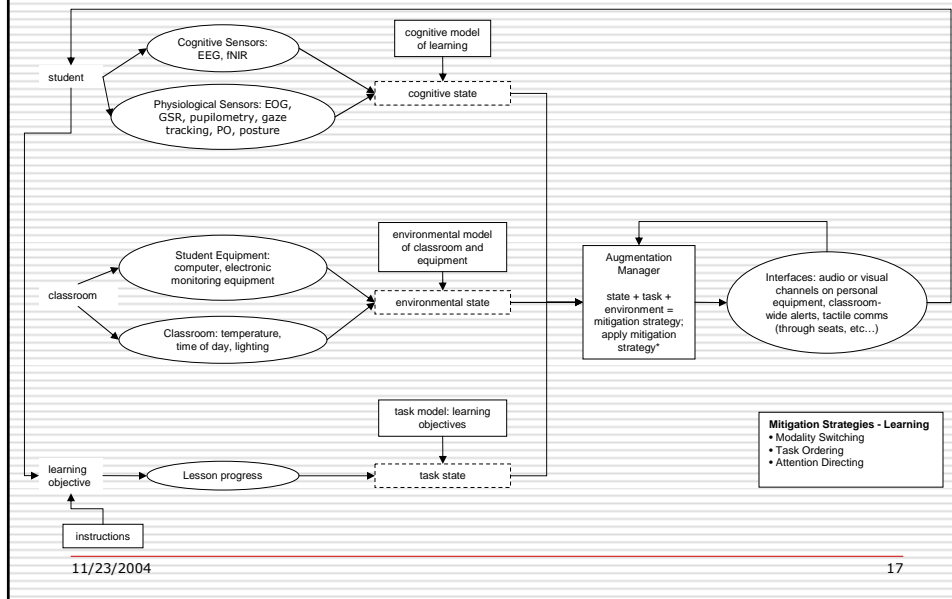 student
Cognitive Sensors:
EEG, fNIR
Physiological Sensors: EOG,
GSR, pupilometry, gaze
tracking, PO, posture
cognitive model
of learning
cognitive state
classroom
Student Equipment:
computer, electronic
monitoring equipment
Classroom: temperature,
time of day, lighting
environmental model
of classroom and
equipment
environmental state
Augmentation
Manager
state + task +
environment =
mitigation strategy;
apply mitigation
strategy*
Interfaces: audio or visual
channels on personal
equipment, classroom-
wide alerts, tactile comms
(through seats, etc…)
task model: learning
objectives
learning
objective
Lesson progress
task state
instructions
Mitigation Strategies - Learning
• Modality Switching
• Task Ordering
• Attention Directing
11/23/2004
17